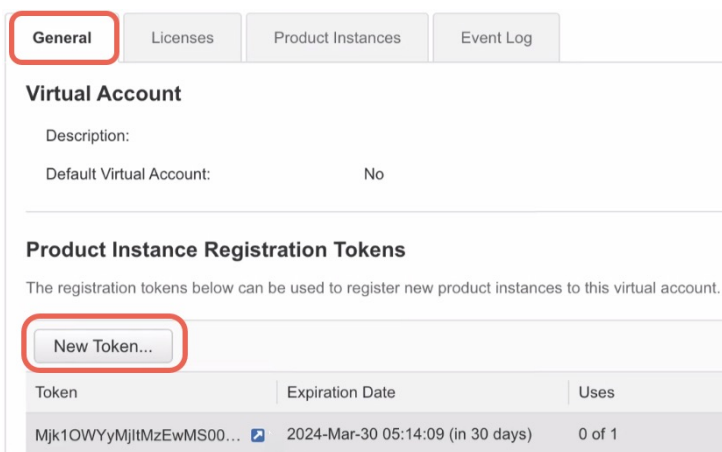 General Licenses Product Instances Event Log
Virtual Account
Description:
Default Virtual Account: No
Product Instance Registration Tokens
The registration tokens below can be used to register new product instances to this virtual account.
New Token...
Token Expiration Date Uses
Mjk1OWYyMjItMzEwMS00... 2024-Mar-30 05:14:09 (in 30 days) 0 of 1